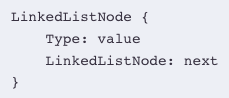 LinkedListNode {
    Type: value
    LinkedListNode: next
}